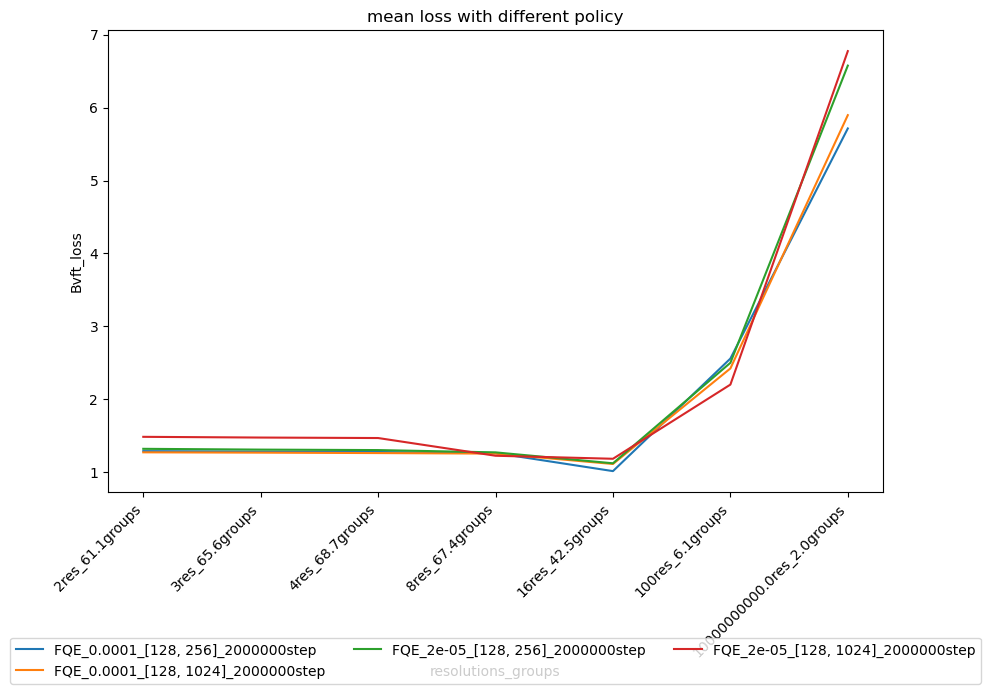 mean loss with different policy
7
6
5
4
3
2
1
Bvft_loss
2res_61.1groups
3res_65.6groups
4res_68.7groups
8res_67.4groups
16res_42.5groups
100res_6.1groups
resolutions_groups
FQE_0.0001_[128, 256]_2000000step
FQE_0.0001_[128, 1024]_2000000step
FQE_2e-05_[128, 256]_2000000step
FQE_2e-05_[128, 1024]_2000000step